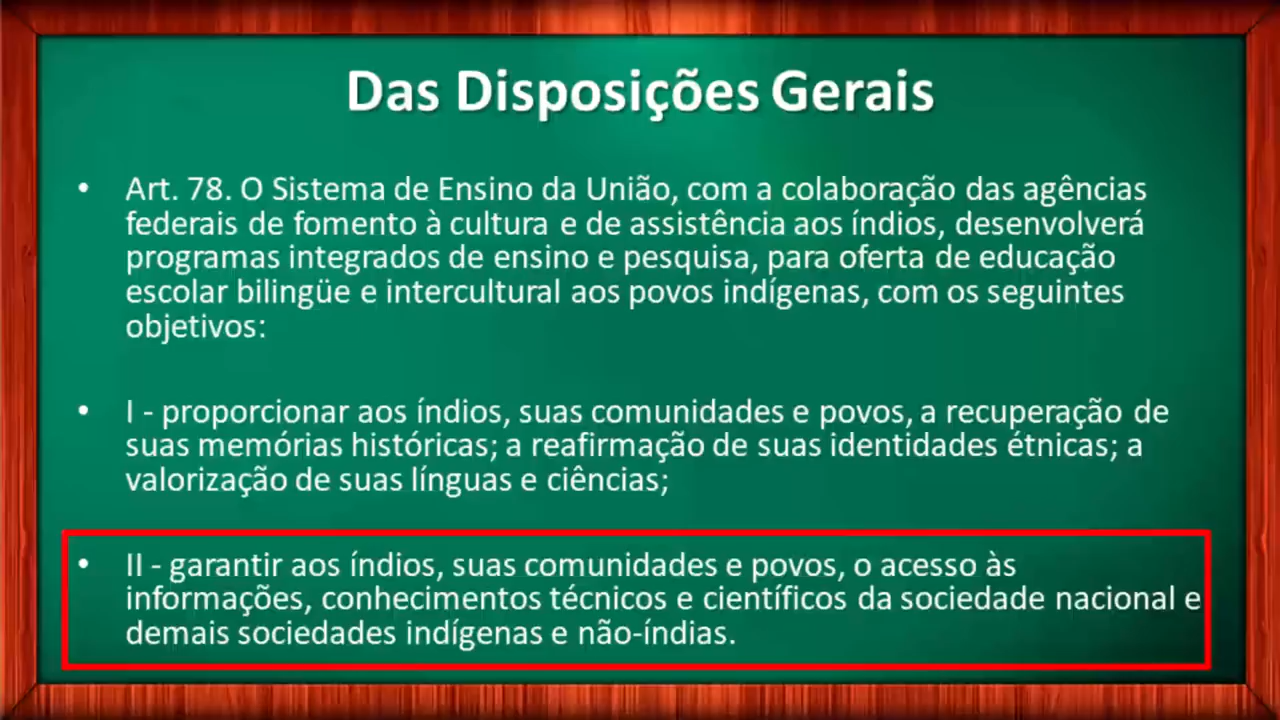 Das Disposições Gerais
• Art. 78. O Sistema de Ensino da União, com a colaboração das agências
federais de fomento à cultura e de assistência aos índios, desenvolverá
programas integrados de ensino e pesquisa, para oferta de educação
escolar bilingüe e intercultural aos povos indígenas, com os seguintes
objetivos:
• I - proporcionar aos índios, suas comunidades e povos, a recuperação de
suas memórias históricas; a reafirmação de suas identidades étnicas; a
valorização de suas línguas e ciências;
• II - garantir aos índios, suas comunidades e povos, o acesso às
informações, conhecimentos técnicos e científicos da sociedade nacional e
demais sociedades indígenas e não-índias.